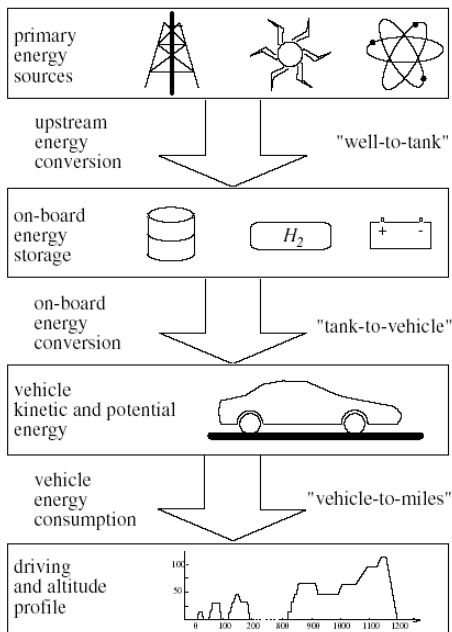 primary
energy
sources
upstream
energy
conversion
"well-to-tank"
on-board
energy
storage
H2
+ -
on-board
energy
conversion
"tank-to-vehicle"
vehicle
kinetic and potential
energy
vehicle
energy
consumption
"vehicle-to-miles"
driving
and altitude
profile
100
50
0 100 200 800 900 1000 1100 1200